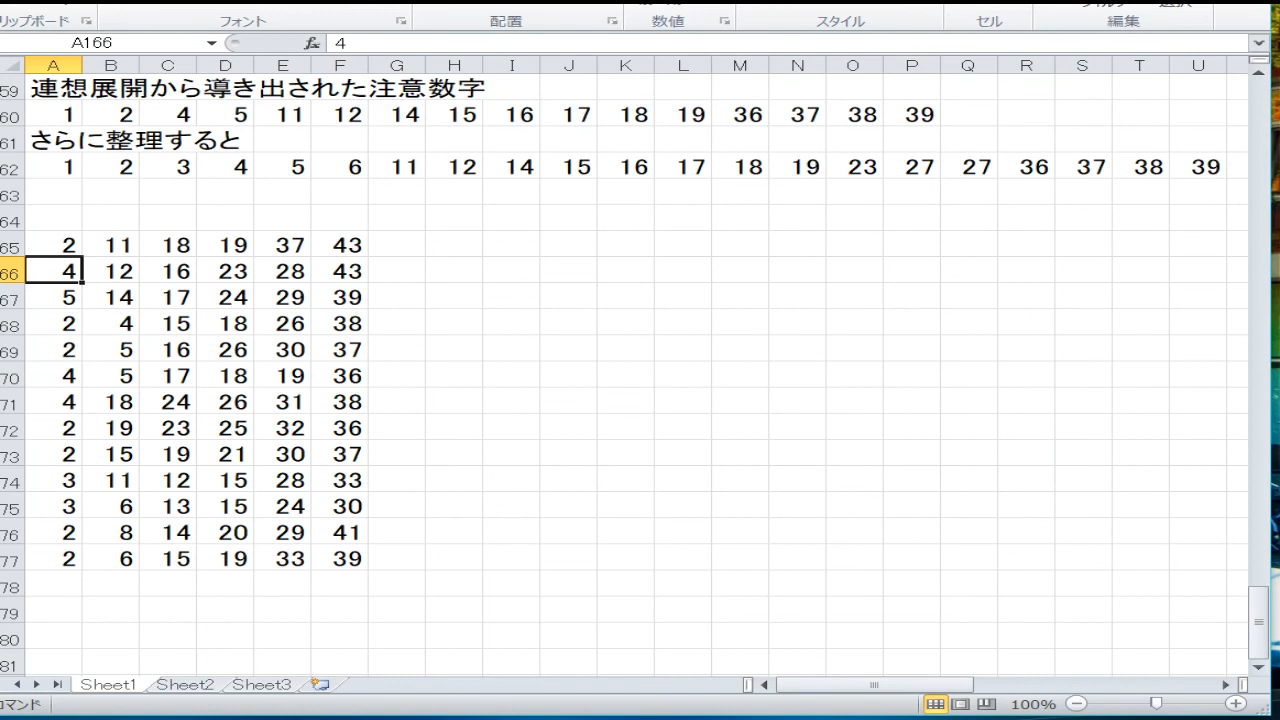 リップボード フォント 配置 数値 スタイル セル 編集
A166 fx 4
A B C D E F G H I J K L M N O P Q R S T U
59 連想展開から導き出された注意数字
60 1 2 4 5 11 12 14 15 16 17 18 19 36 37 38 39
61 さらに整理すると
62 1 2 3 4 5 6 11 12 14 15 16 17 18 19 23 27 27 36 37 38 39
63
64
65 2 11 18 19 37 43
66 4 12 16 23 28 43
67 5 14 17 24 29 39
68 2 4 15 18 26 38
69 2 5 16 26 30 37
70 4 5 17 18 19 36
71 4 18 24 26 31 38
72 2 19 23 25 32 36
73 2 15 19 21 30 37
74 3 11 12 15 28 33
75 3 6 13 15 24 30
76 2 8 14 20 29 41
77 2 6 15 19 33 39
78
79
80
81
Sheet1 Sheet2 Sheet3
コマンド 100%